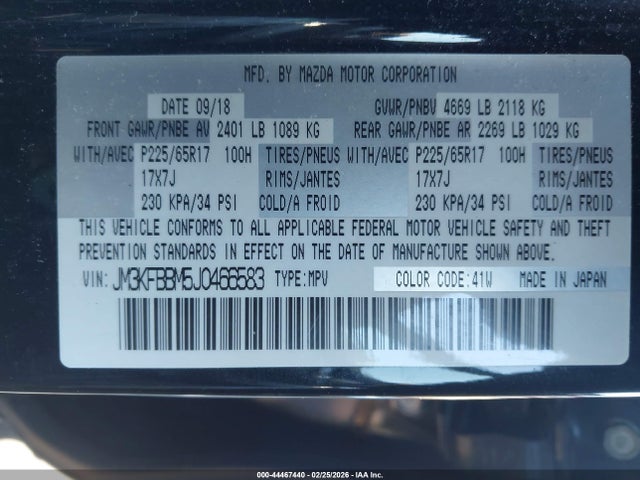 MFD. BY MAZDA MOTOR CORPORATION
DATE 09/18 GVWR/PNBV 4669 LB 2118 KG
FRONT GAWR/PNBE AV 2401 LB 1089 KG REAR GAWR/PNBE AR 2269 LB 1029 KG
WITH/AVEC P225/65R17 100H TIRES/PNEUS WITH/AVEC P225/65R17 100H TIRES/PNEUS
17X7J RIMS/JANTES 17X7J RIMS/JANTES
230 KPA/34 PSI COLD/A FROID 230 KPA/34 PSI COLD/A FROID
THIS VEHICLE CONFORMS TO ALL APPLICABLE FEDERAL MOTOR VEHICLE SAFETY AND THEFT
PREVENTION STANDARDS IN EFFECT ON THE DATE OF MANUFACTURE SHOWN ABOVE.
VIN: JM3KFBBM5J0466583 TYPE:MPV COLOR CODE:41W MADE IN JAPAN
000-44467440 - 02/25/2026 - IAA Inc.